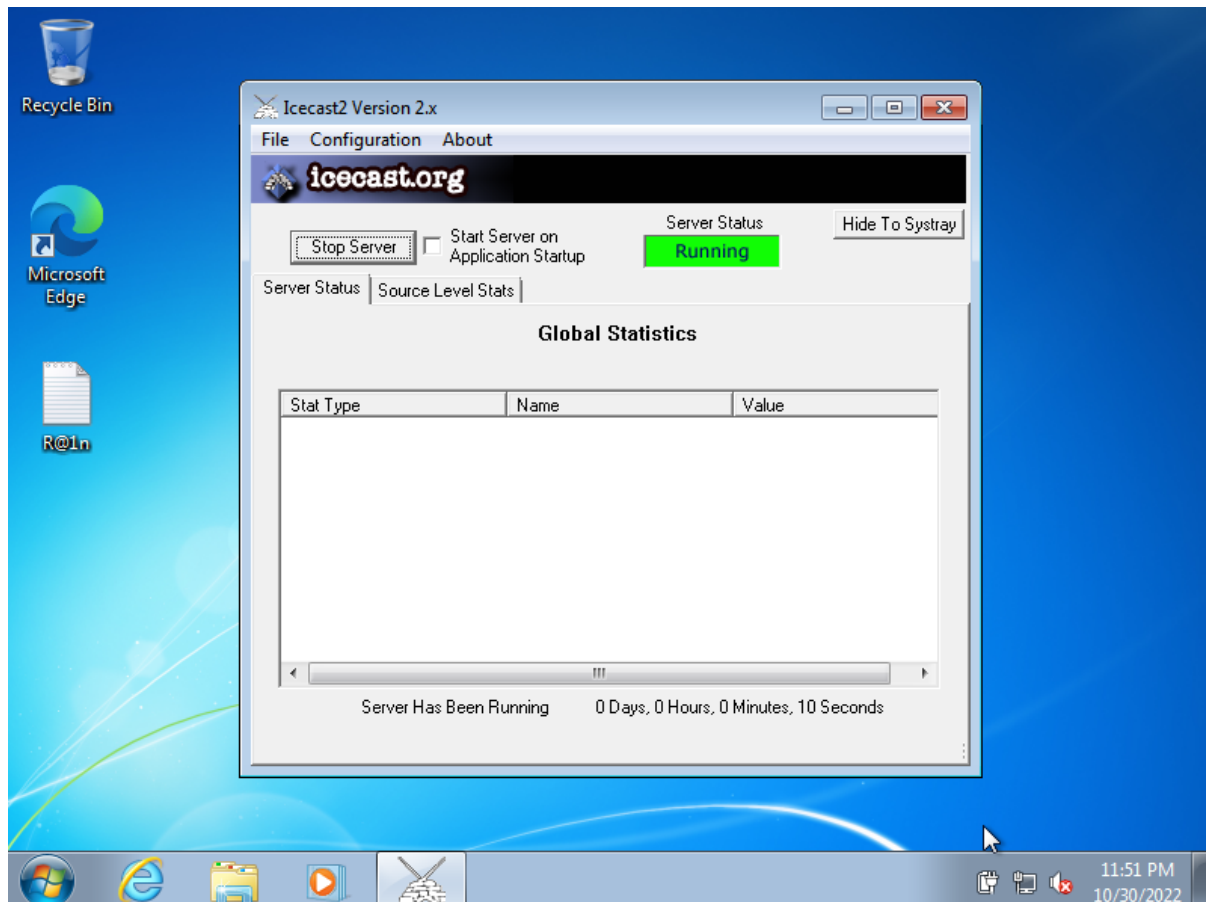 Recycle Bin
Microsoft
Edge
R@1n
Icecast2 Version 2.x
File Configuration About
icecast.org
Stop Server
Start Server on
Application Startup
Server Status
Running
Hide To Systray
Server Status Source Level Stats
Global Statistics
Stat Type Name Value
Server Has Been Running 0 Days, 0 Hours, 0 Minutes, 10 Seconds
11:51 PM
10/30/2022